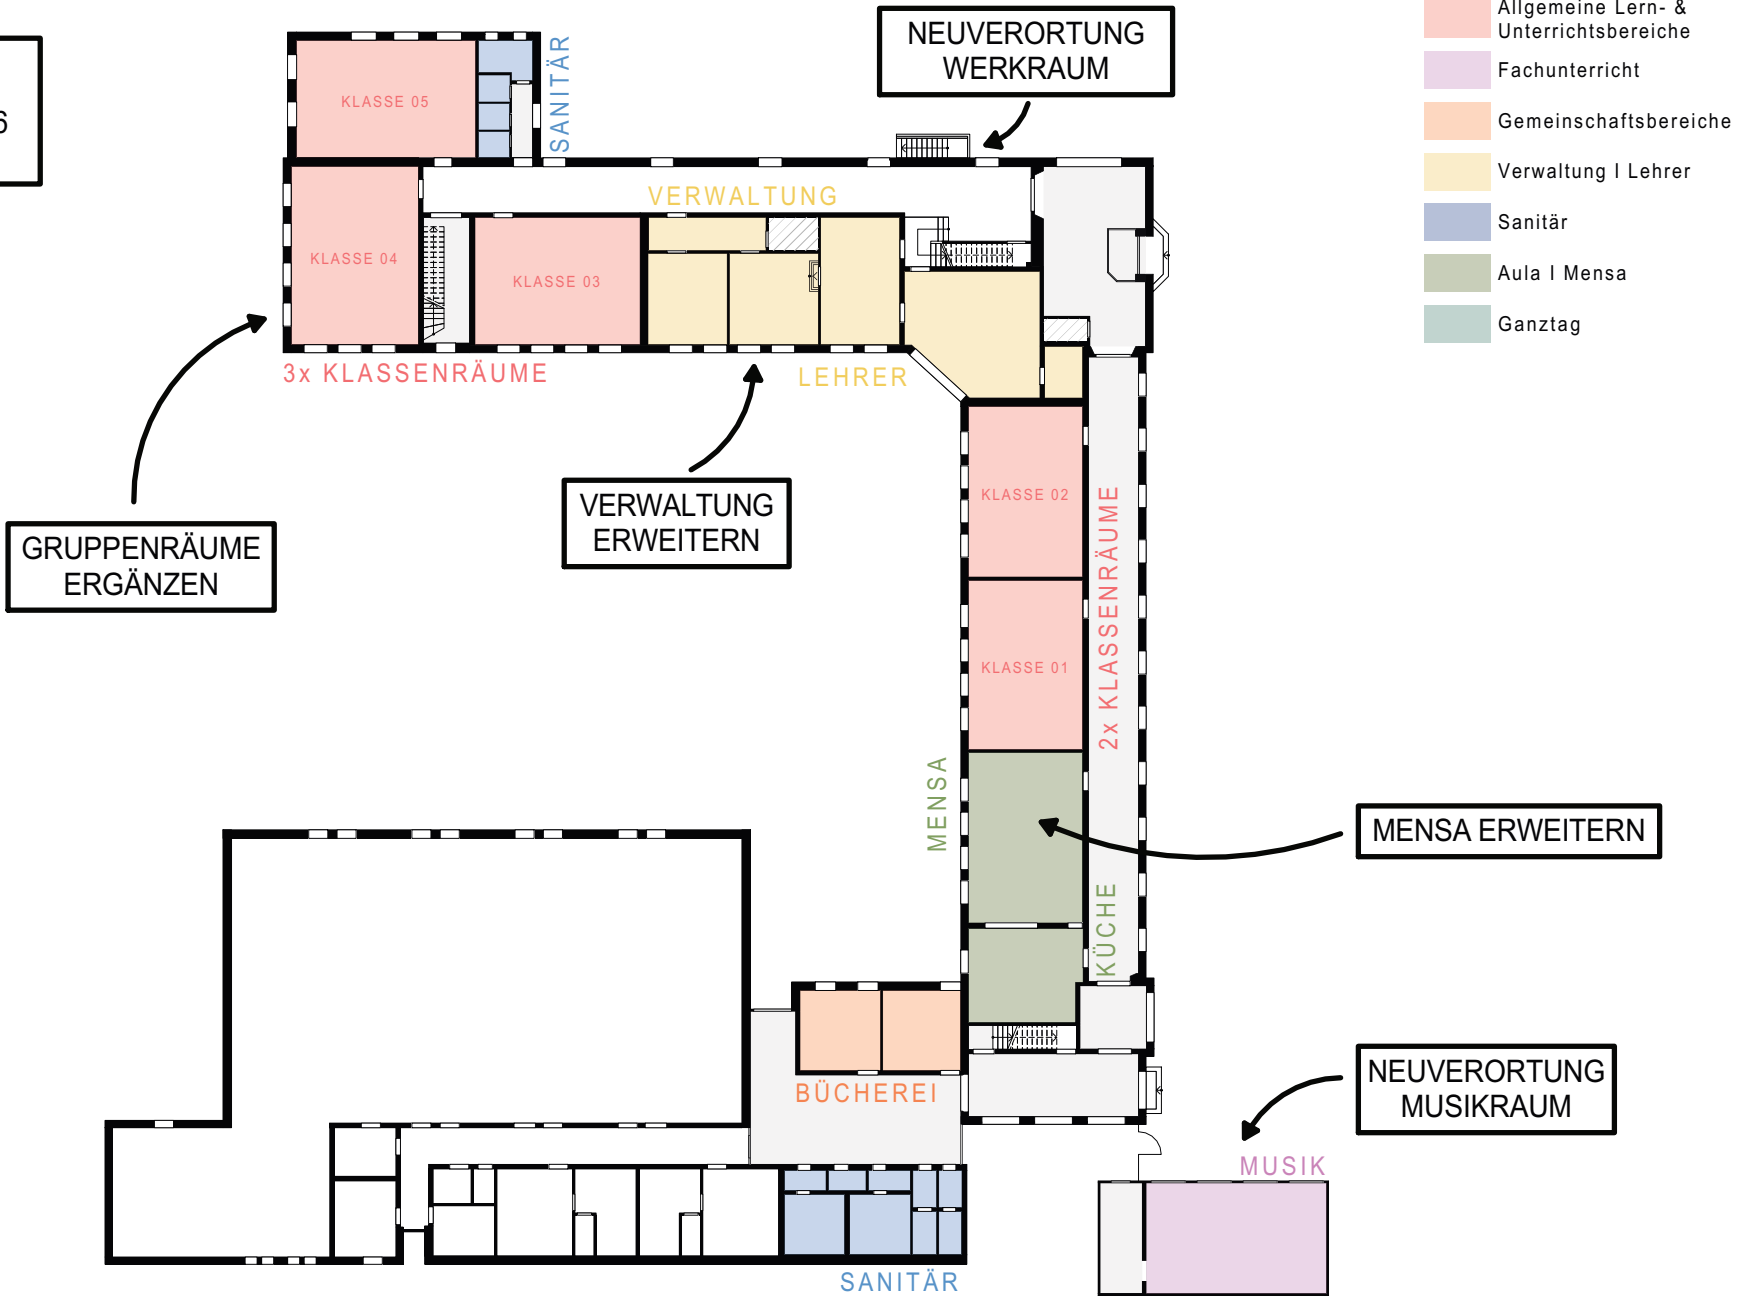 6
SANITÄR
NEUVERORTUNG
WERKRAUM
Allgemeine Lern- &
Unterrichtsbereiche
Fachunterricht
Gemeinschaftsbereiche
Verwaltung I Lehrer
Sanitär
Aula I Mensa
Ganztag
KLASSE 05
VERWALTUNG
KLASSE 04
KLASSE 03
3x KLASSENRÄUME
LEHRER
VERWALTUNG
ERWEITERN
GRUPPENRÄUME
ERGÄNZEN
KLASSE 02
2x KLASSENRÄUME
KLASSE 01
MENSA
MENSA ERWEITERN
KÜCHE
BÜCHEREI
NEUVERORTUNG
MUSIKRAUM
MUSIK
SANITÄR